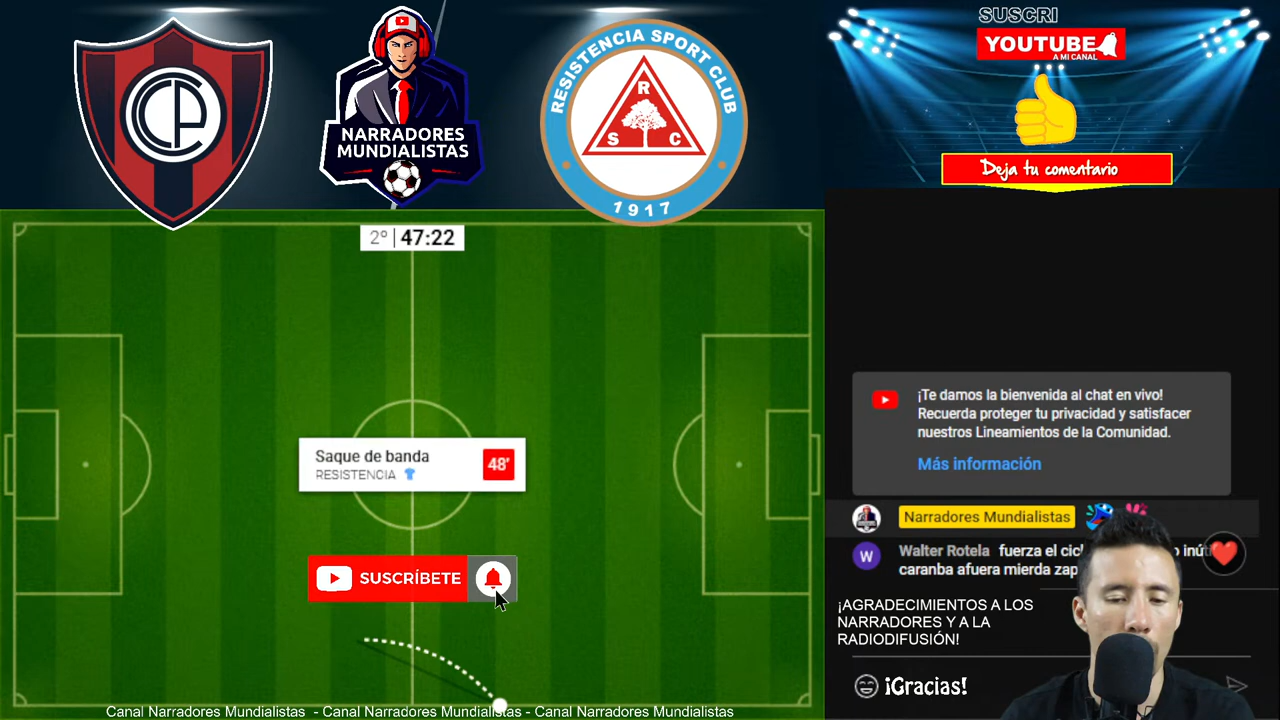 CCP
NARRADORES
MUNDIALISTAS
RESISTENCIA SPORT CLUB
R
S C
1917
SUSCRI
YOUTUBE
A MI CANAL
Deja tu comentario
2º | 47:22
Saque de banda
RESISTENCIA
48'
SUSCRÍBETE
¡Te damos la bienvenida al chat en vivo!
Recuerda proteger tu privacidad y satisfacer
nuestros Lineamientos de la Comunidad.
Más información
Narradores Mundialistas
W
Walter Rotela fuerza el
caranba afuera mierda
¡AGRADECIMIENTOS A LOS
NARRADORES Y A LA
RADIODIFUSIÓN!
¡Gracias!
Canal Narradores Mundialistas - Canal Narradores Mundialistas - Canal Narradores Mundialistas